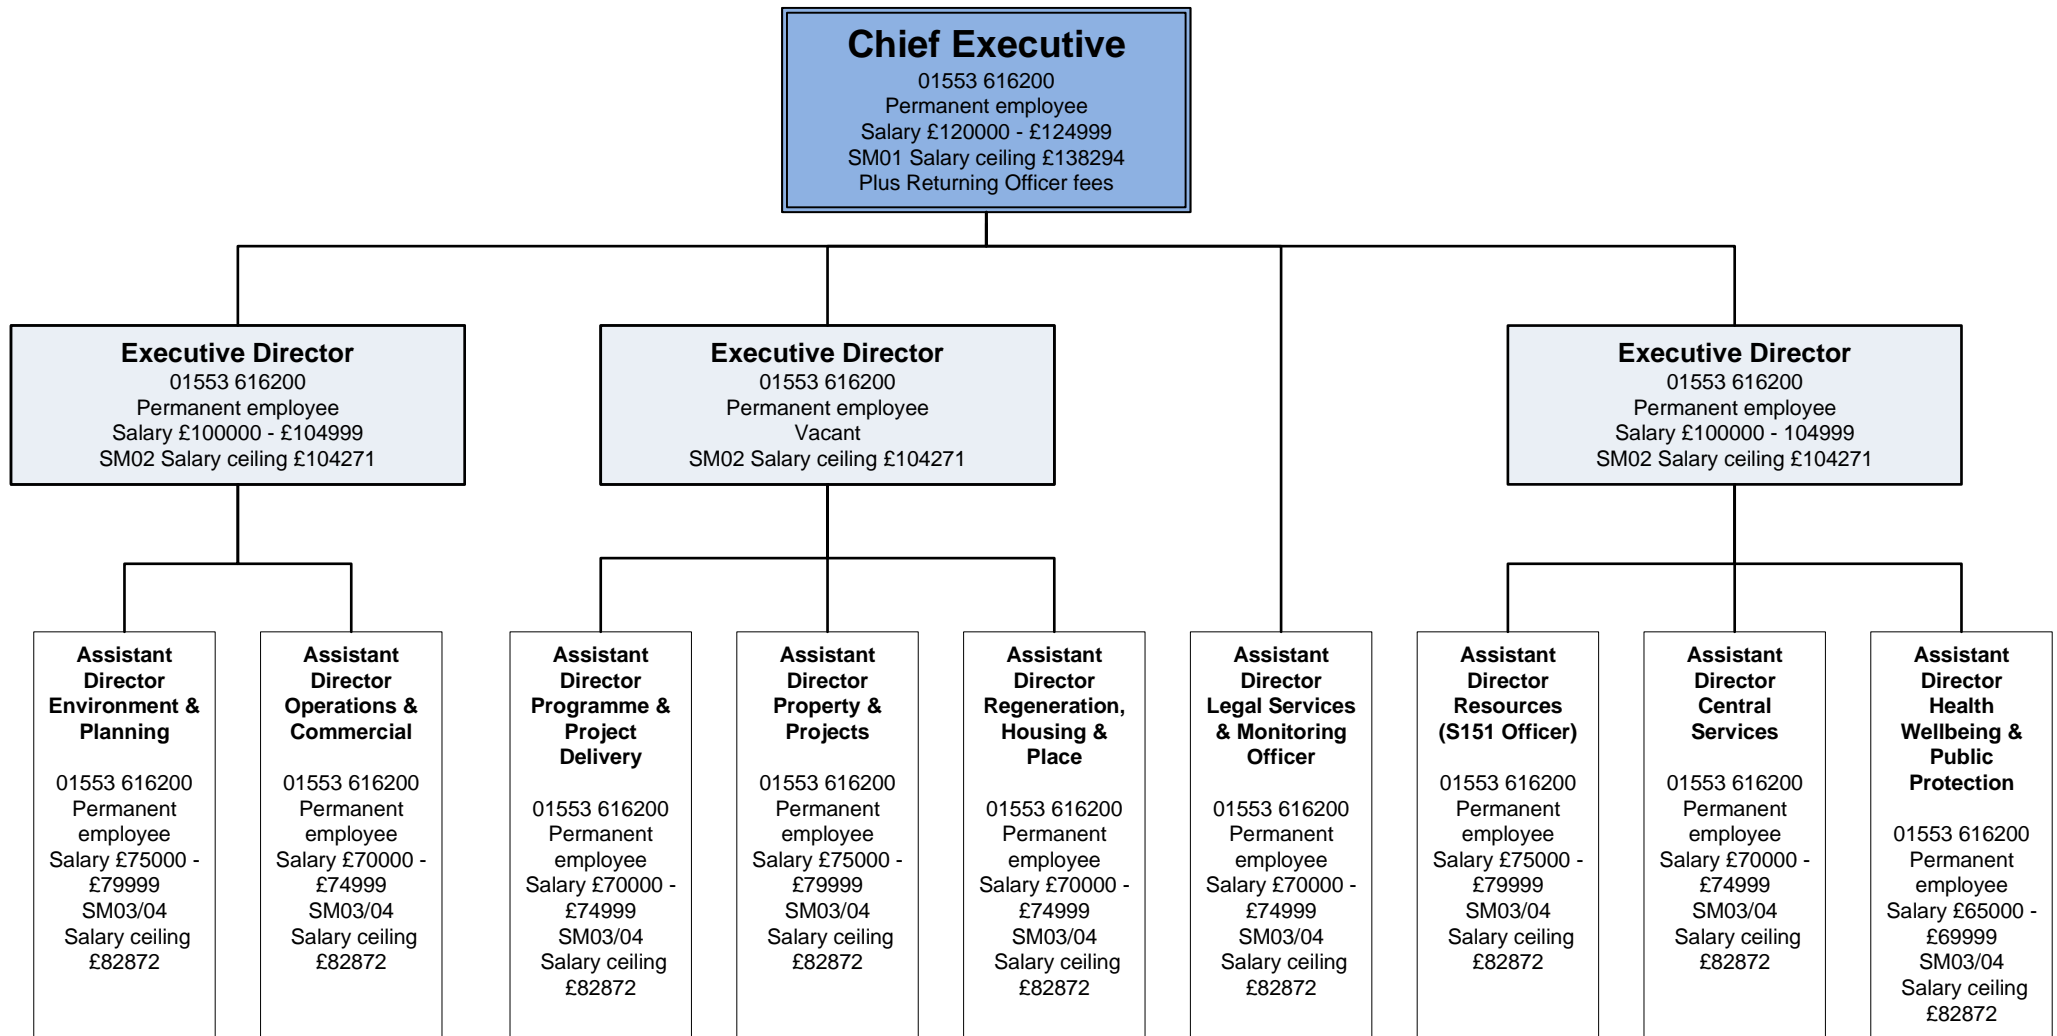 Chief Executive
01553 616200
Permanent employee
Salary £120000 - £124999
SM01 Salary ceiling £138294
Plus Returning Officer fees
Executive Director
01553 616200
Permanent employee
Salary £100000 - £104999
SM02 Salary ceiling £104271
Executive Director
01553 616200
Permanent employee
Vacant
SM02 Salary ceiling £104271
Executive Director
01553 616200
Permanent employee
Salary £100000 - 104999
SM02 Salary ceiling £104271
Assistant
Director
Environment &
Planning
01553 616200
Permanent
employee
Salary £75000 -
£79999
SM03/04
Salary ceiling
£82872
Assistant
Director
Operations &
Commercial
01553 616200
Permanent
employee
Salary £70000 -
£74999
SM03/04
Salary ceiling
£82872
Assistant
Director
Programme &
Project
Delivery
01553 616200
Permanent
employee
Salary £70000 -
£74999
SM03/04
Salary ceiling
£82872
Assistant
Director
Property &
Projects
01553 616200
Permanent
employee
Salary £75000 -
£79999
SM03/04
Salary ceiling
£82872
Assistant
Director
Regeneration,
Housing &
Place
01553 616200
Permanent
employee
Salary £70000 -
£74999
SM03/04
Salary ceiling
£82872
Assistant
Director
Legal Services
& Monitoring
Officer
01553 616200
Permanent
employee
Salary £70000 -
£74999
SM03/04
Salary ceiling
£82872
Assistant
Director
Resources
(S151 Officer)
01553 616200
Permanent
employee
Salary £75000 -
£79999
SM03/04
Salary ceiling
£82872
Assistant
Director
Central
Services
01553 616200
Permanent
employee
Salary £70000 -
£74999
SM03/04
Salary ceiling
£82872
Assistant
Director
Health
Wellbeing &
Public
Protection
01553 616200
Permanent
employee
Salary £65000 -
£69999
SM03/04
Salary ceiling
£82872